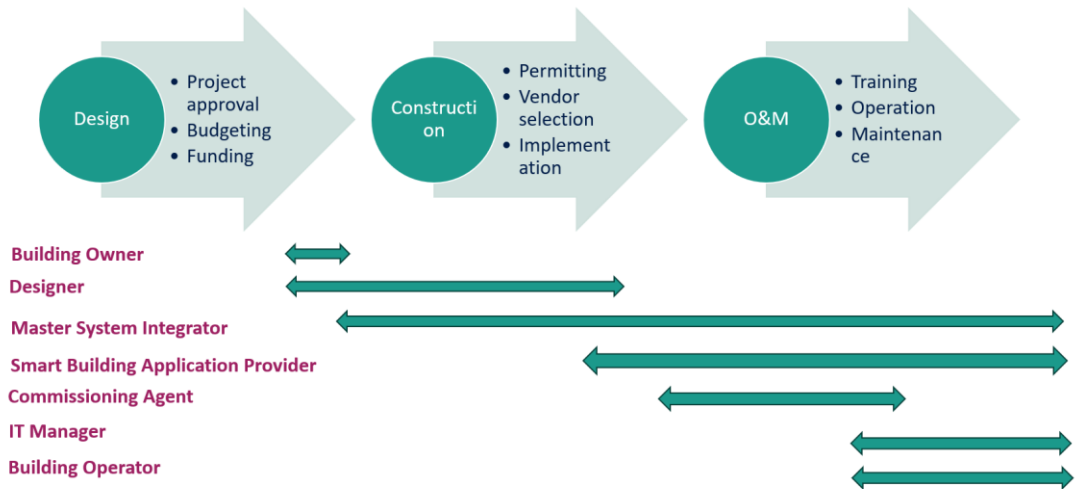 Design
• Project
approval
• Budgeting
• Funding
Constructi
on
• Permitting
• Vendor
selection
• Implement
ation
O&M
• Training
• Operation
• Maintenan
ce
Building Owner
Designer
Master System Integrator
Smart Building Application Provider
Commissioning Agent
IT Manager
Building Operator